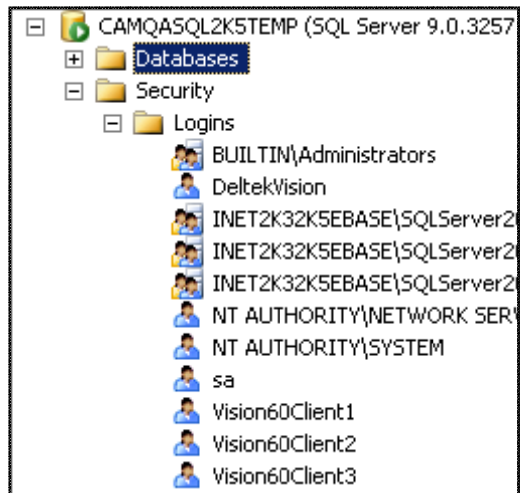 CAMQASQL2K5TEMP (SQL Server 9.0.3257
Databases
Security
Logins
BUILTIN\Administrators
DeltekVision
INET2K32K5EBASE\SQLServer2
INET2K32K5EBASE\SQLServer2
INET2K32K5EBASE\SQLServer2
NT AUTHORITY\NETWORK SER
NT AUTHORITY\SYSTEM
sa
Vision60Client1
Vision60Client2
Vision60Client3